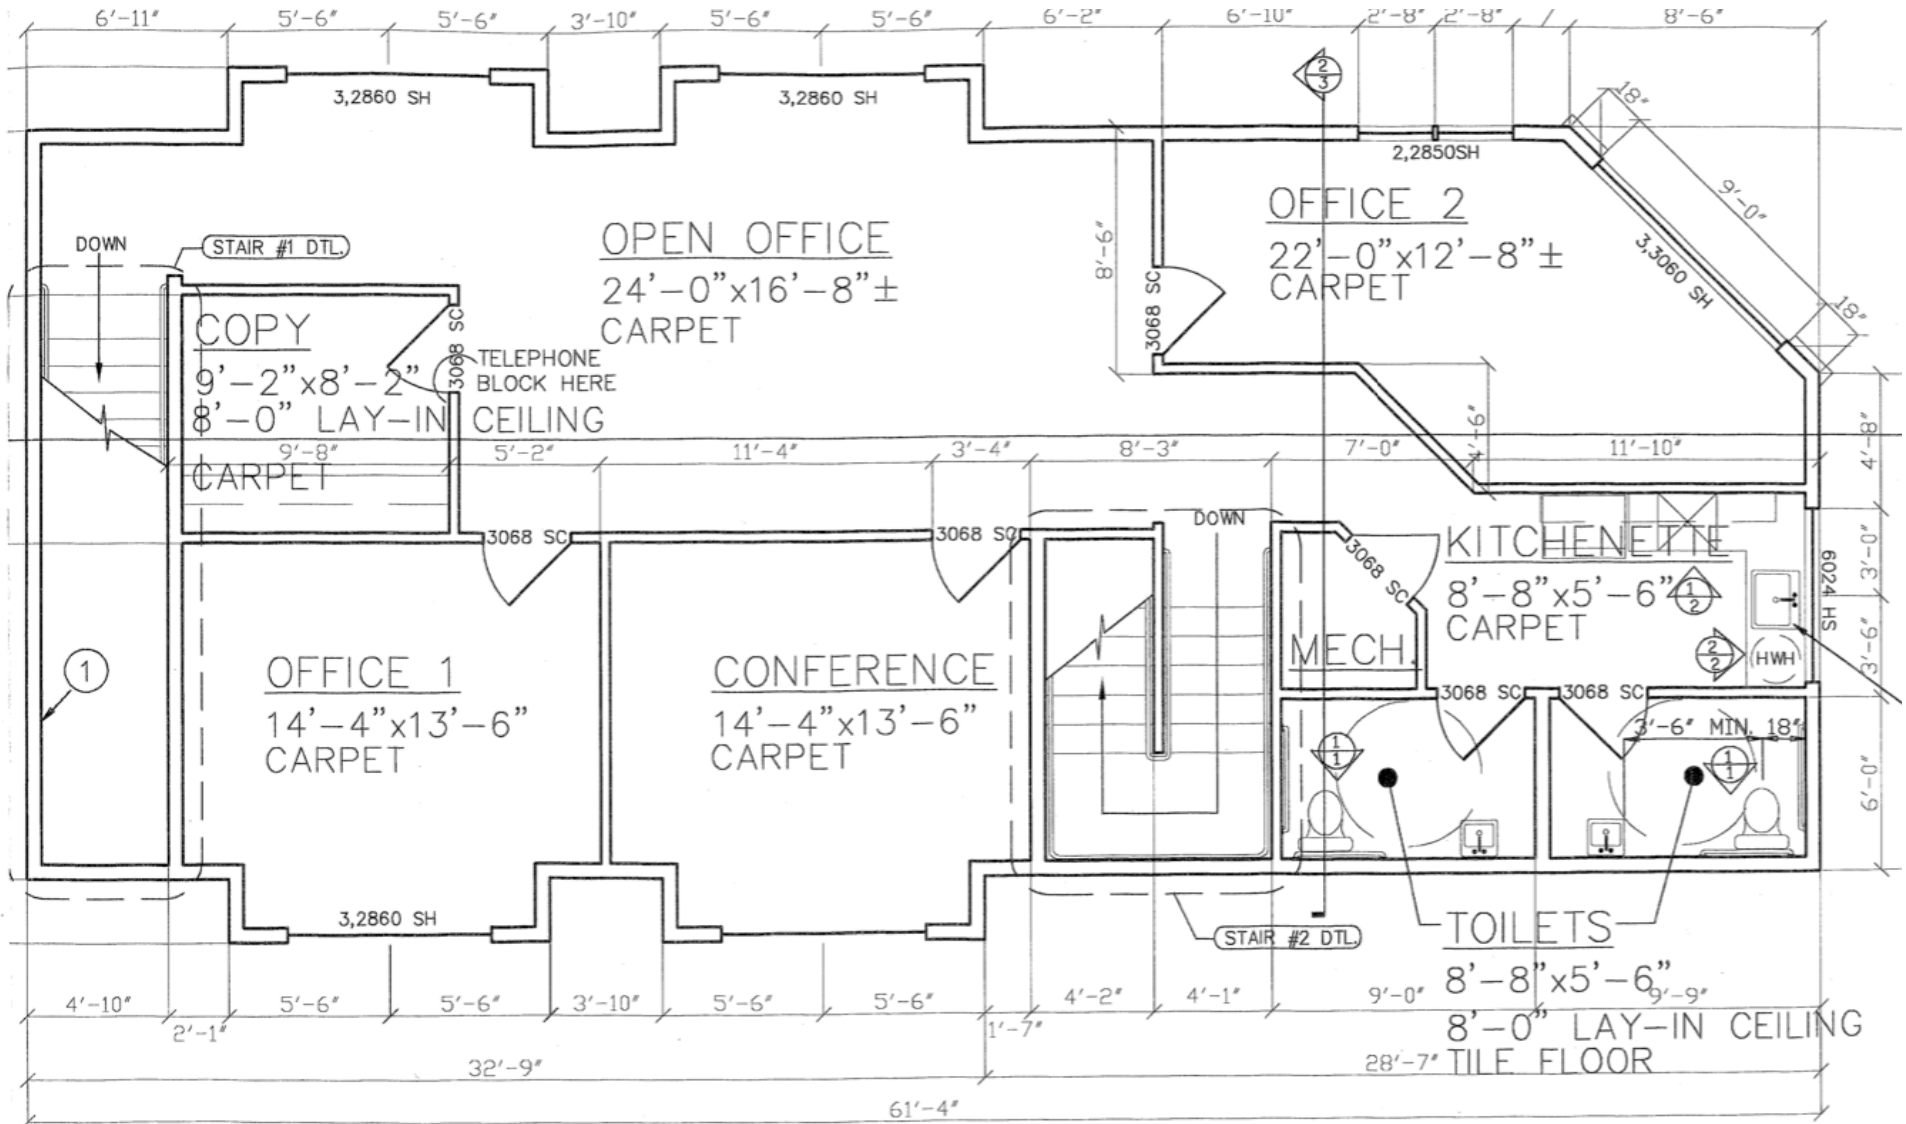 6'-11" 5'-6" 5'-6" 3'-10" 5'-6" 5'-6" 6'-2" 6'-10" 2'-8" 2'-8" 8'-6"
2
3
18"
3,2860 SH
3,2860 SH
2,2850SH
9'-0"
3,3060 SH
18"
OFFICE 2
22'-0"x12'-8"±
CARPET
8'-6"
3068 SC
OPEN OFFICE
24'-0"x16'-8"±
CARPET
DOWN
STAIR #1 DTL.
COPY
9'-2"x8'-2"
8'-0" LAY-IN CEILING
CARPET
3068 SC
TELEPHONE
BLOCK HERE
9'-8" 5'-2" 11'-4" 3'-4" 8'-3" 7'-0" 11'-10"
4'-6"
4'-8"
3068 SC
3068 SC
DOWN
3068 SC
KITCHENETTE
8'-8"x5'-6"
CARPET
1
2
2
2
HWH
6024 HS
3'-0"
3'-6"
6'-0"
MECH.
1
OFFICE 1
14'-4"x13'-6"
CARPET
CONFERENCE
14'-4"x13'-6"
CARPET
3068 SC
3068 SC
3'-6" MIN. 18"
1
1
1
1
3,2860 SH
STAIR #2 DTL.
TOILETS
8'-8"x5'-6"
8'-0" LAY-IN CEILING
TILE FLOOR
4'-10" 2'-1" 5'-6" 5'-6" 3'-10" 5'-6" 5'-6" 1'-7" 4'-2" 4'-1" 9'-0" 9'-9"
32'-9" 28'-7"
61'-4"